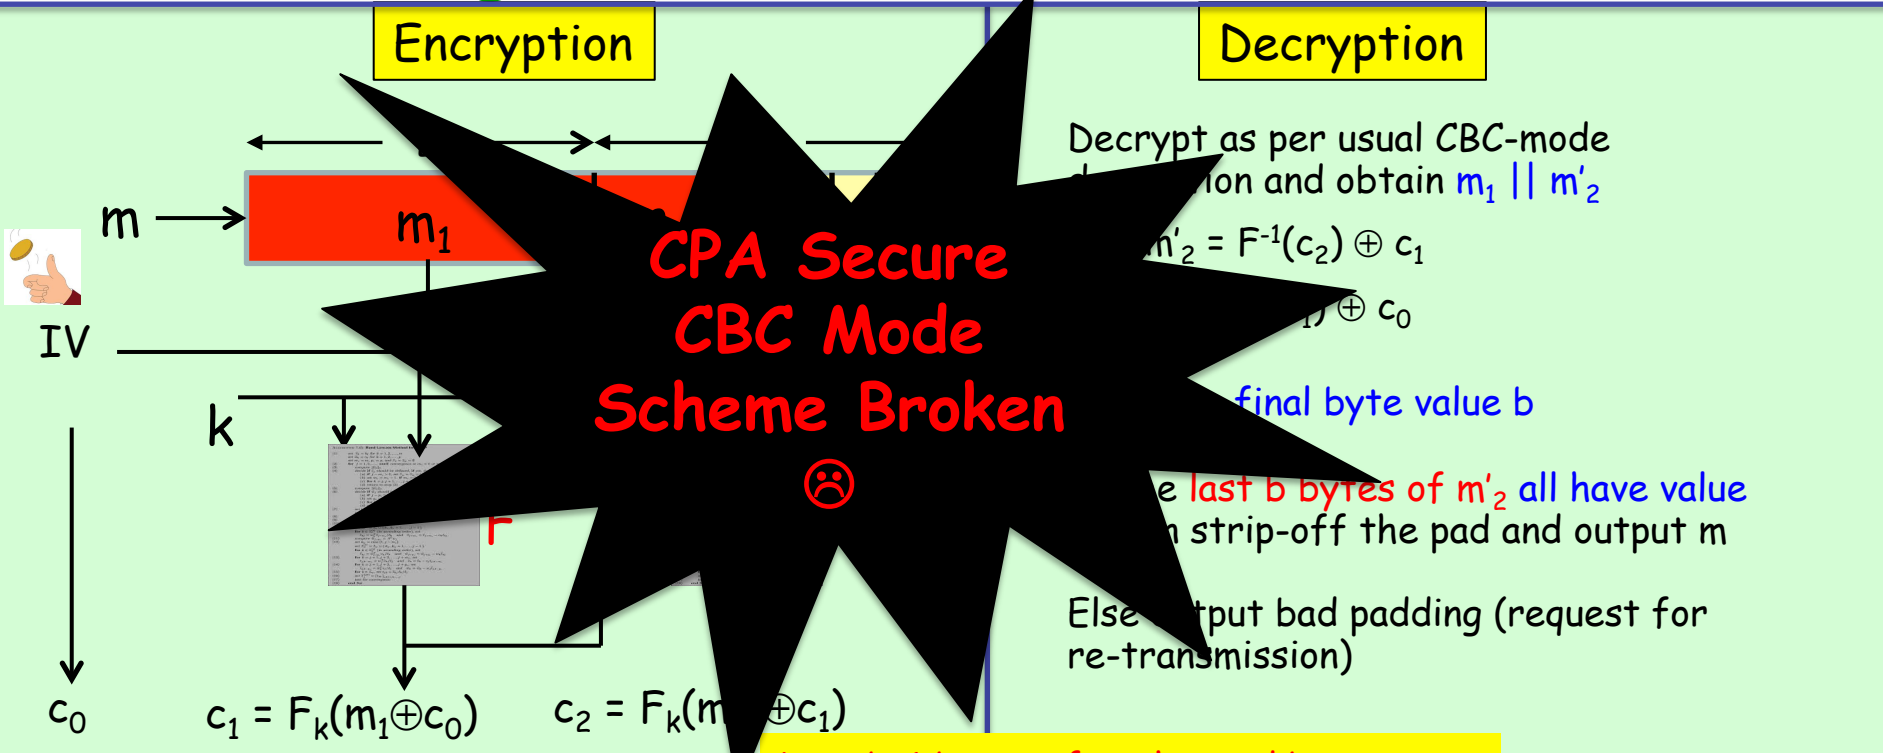 Encryption
m
m₁
IV
k
F
c₀
c₁ = Fₖ(m₁⊕c₀)
c₂ = Fₖ(m ⊕c₁)
CPA Secure
CBC Mode
Scheme Broken
☹
Decryption
Decrypt as per usual CBC-mode
and obtain m₁ || m'₂
m'₂ = F⁻¹(c₂) ⊕ c₁
⊕ c₀
final byte value b
last b bytes of m'₂ all have value
strip-off the pad and output m
Else output bad padding (request for
re-transmission)